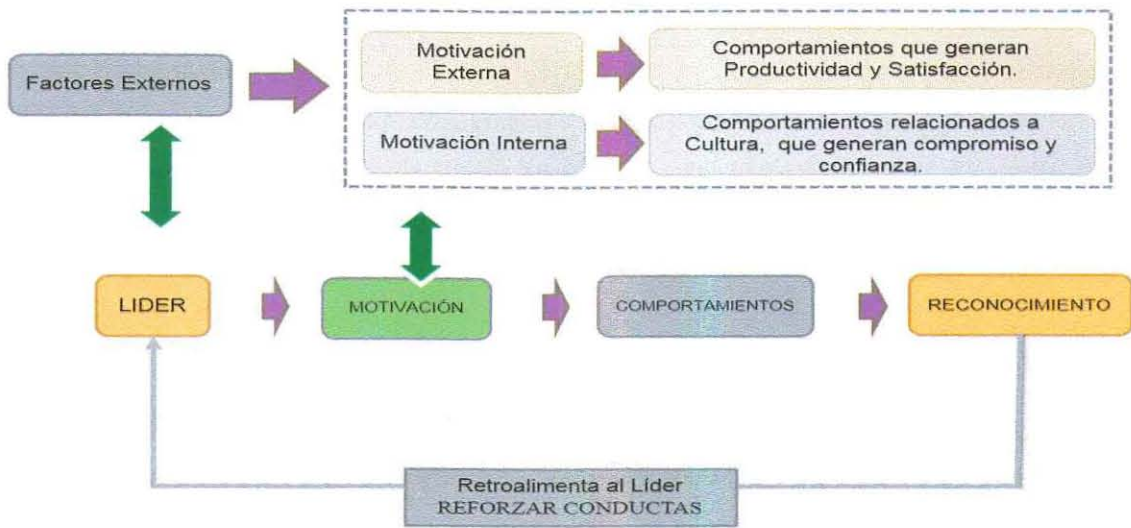 Factores Externos
Motivación
Externa
Comportamientos que generan
Productividad y Satisfacción.
Motivación Interna
Comportamientos relacionados a
Cultura, que generan compromiso y
confianza.
LIDER
MOTIVACIÓN
COMPORTAMIENTOS
RECONOCIMIENTO
Retroalimenta al Líder
REFORZAR CONDUCTAS